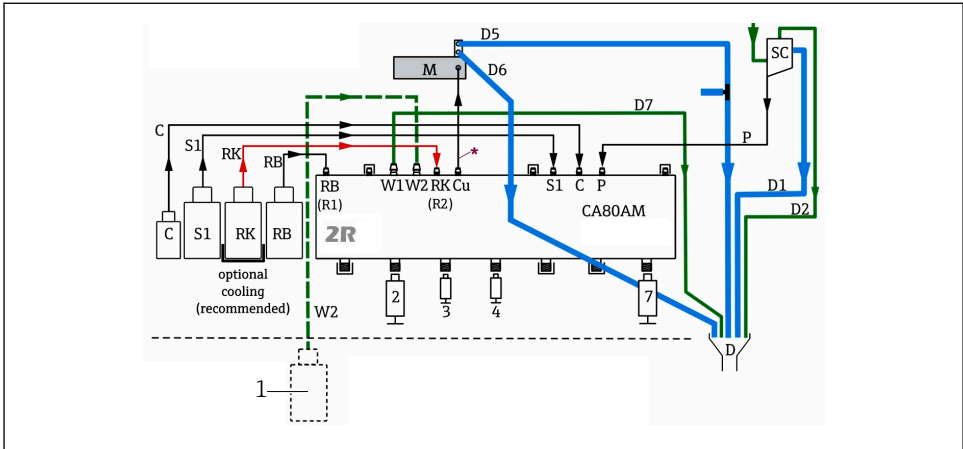 D5
SC
M
D6
D7
C
S1
P
RK
*
RB
RB W1 W2 RK Cu S1 C P
(R1) (R2)
D1
CA80AM
D2
C S1 RK RB
2R
optional
cooling
(recommended)
2
3
4
7
W2
D
1